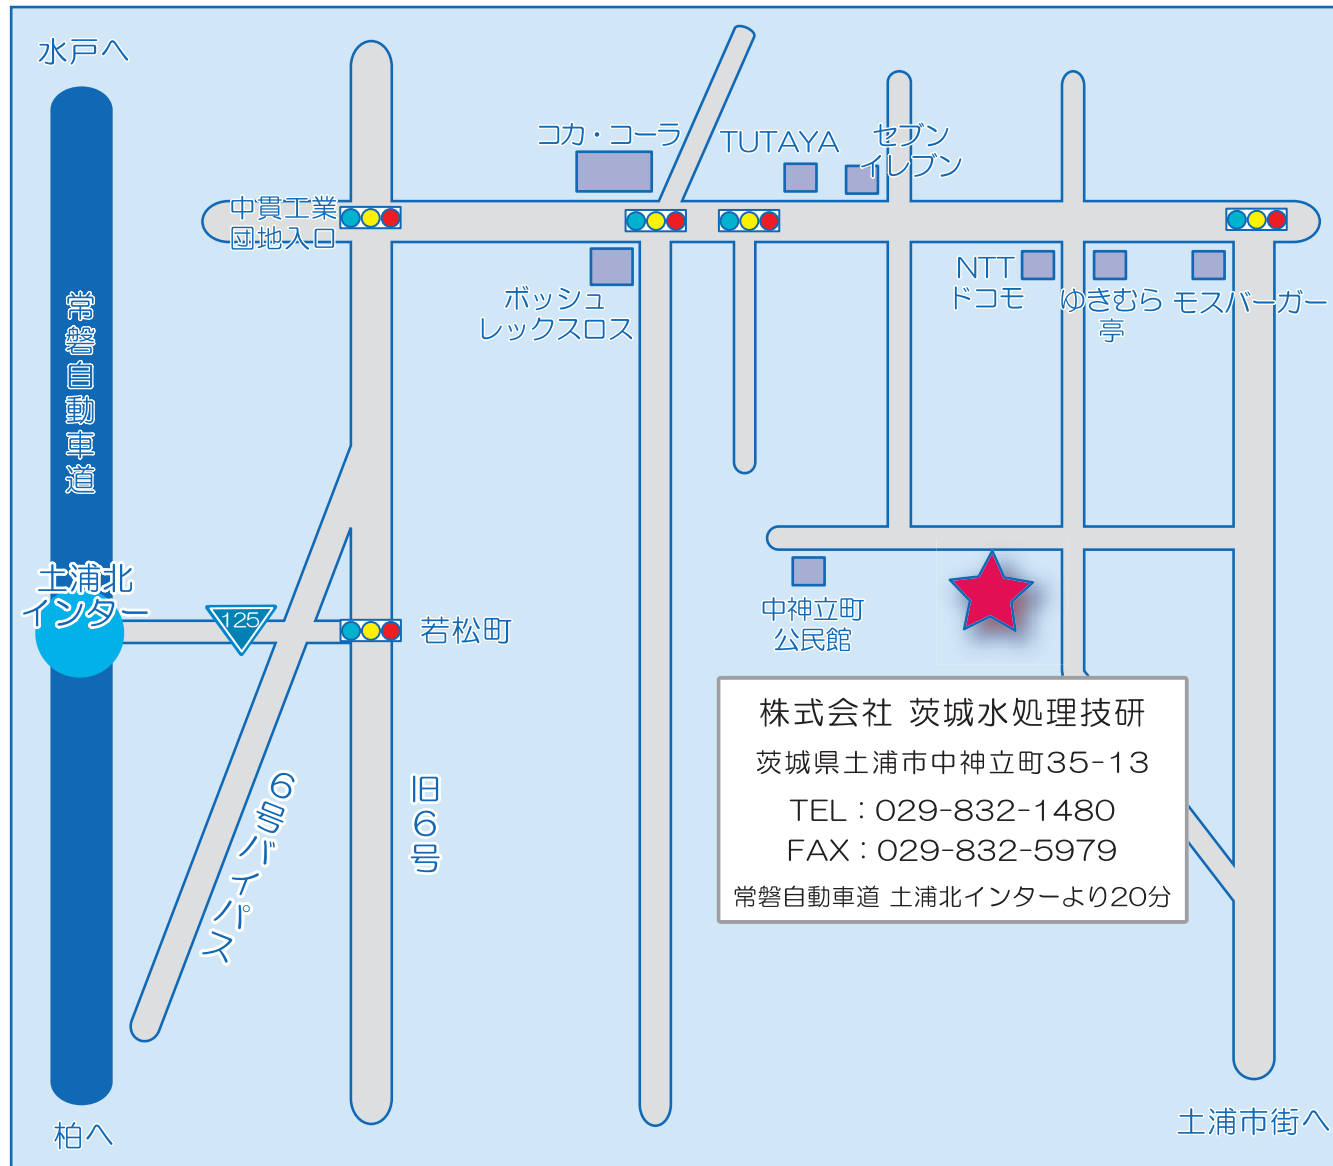 水戸へ
コカ・コーラ
TUTAYA
セブン
イレブン
中貫工業
団地入口
ボッシュ
レックスロス
NTT
ドコモ
ゆきむら
亭
モスバーガー
常磐自動車道
土浦北
インター
125
若松町
中神立町
公民館
6号バイパス
旧6号
株式会社 茨城水処理技研
茨城県土浦市中神立町35-13
TEL：029-832-1480
FAX：029-832-5979
常磐自動車道 土浦北インターより20分
柏へ
土浦市街へ